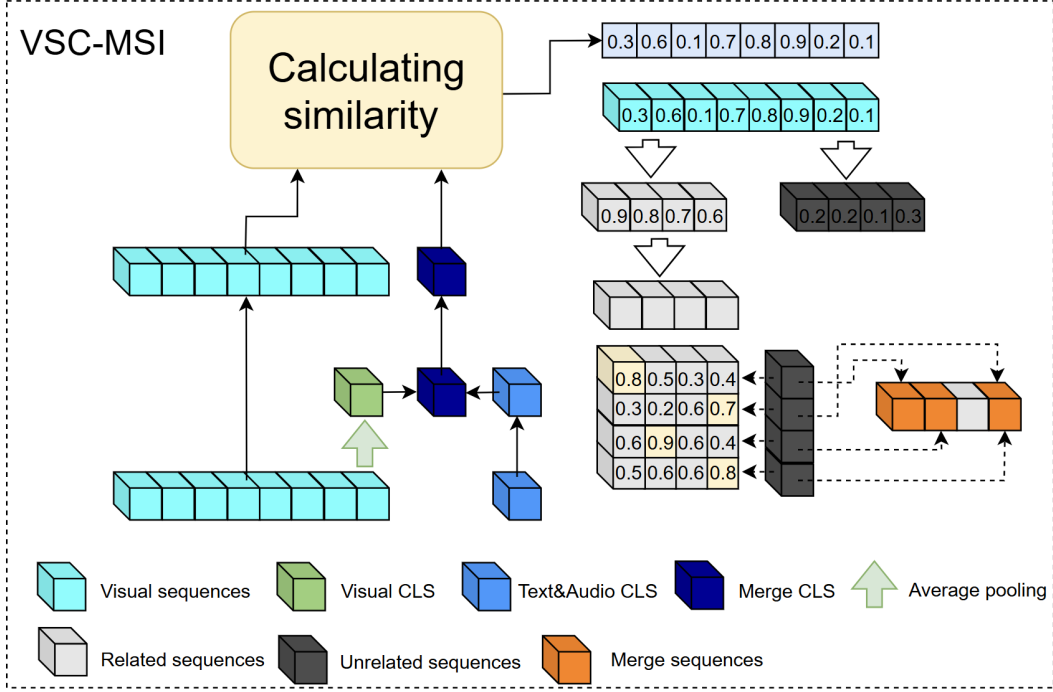 VSC-MSI
Calculating
similarity
0.3 0.6 0.1 0.7 0.8 0.9 0.2 0.1
0.3 0.6 0.1 0.7 0.8 0.9 0.2 0.1
0.9 0.8 0.7 0.6
0.2 0.2 0.1 0.3
0.8 0.5 0.3 0.4
0.3 0.2 0.6 0.7
0.6 0.9 0.6 0.4
0.5 0.6 0.6 0.8
Visual sequences
Visual CLS
Text&Audio CLS
Merge CLS
Average pooling
Related sequences
Unrelated sequences
Merge sequences